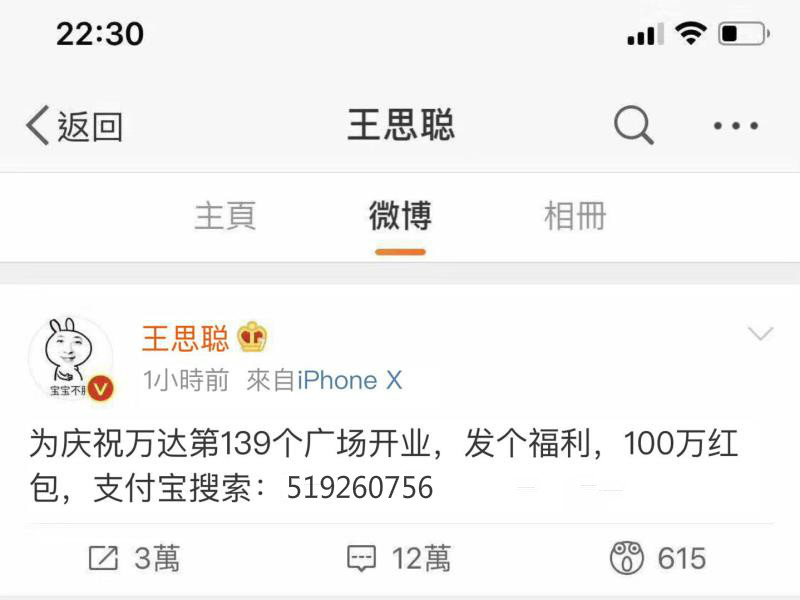 22:30
返回
王思聪
主頁 微博 相冊
王思聪
宝宝不
1小時前 來自iPhone X
为庆祝万达第139个广场开业，发个福利，100万红
包，支付宝搜索：519260756
3萬 12萬 615